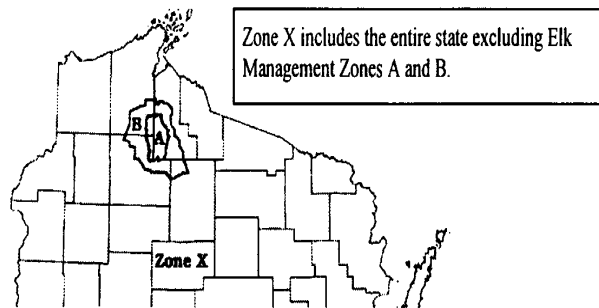 Zone X includes the entire state excluding Elk
Management Zones A and B.
B
A
Zone X